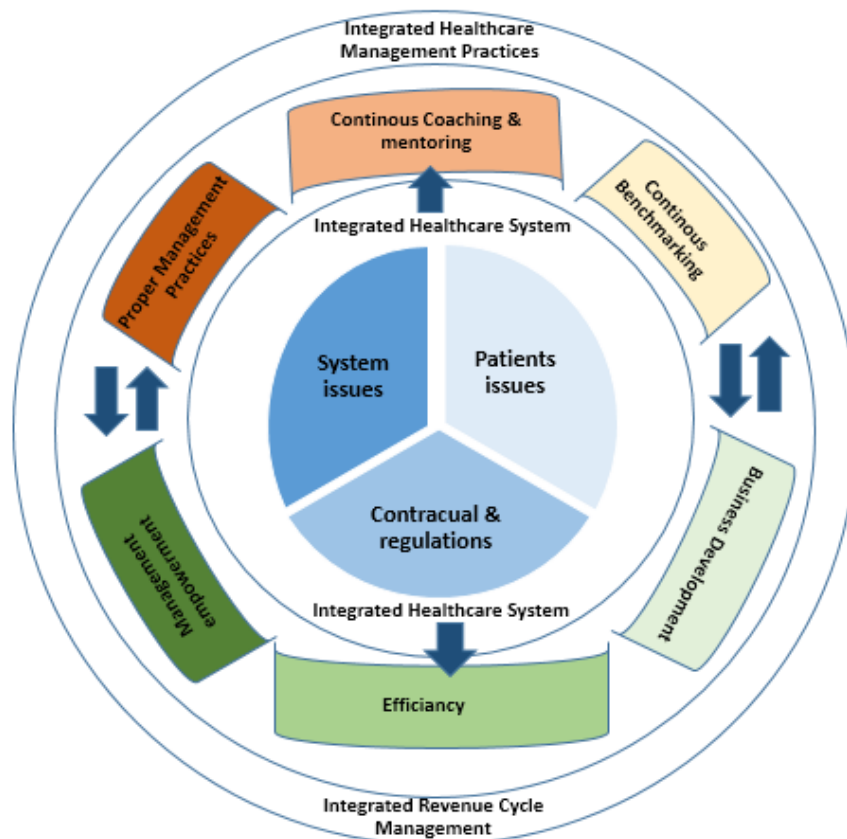 Integrated Healthcare
Management Practices
Continous Coaching &
mentoring
Proper Management
Practices
Continous
Benchmarking
Integrated Healthcare System
System
issues
Patients
issues
Contracual &
regulations
Integrated Healthcare System
Management
empowerment
Business Development
Efficiancy
Integrated Revenue Cycle
Management